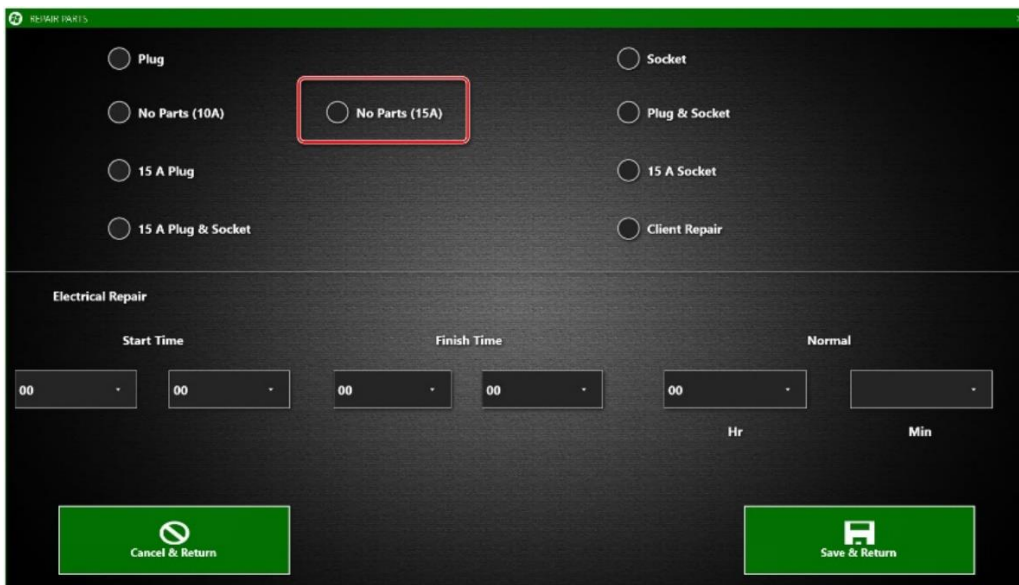 REPAIR PARTS
Plug
Socket
No Parts (10A)
No Parts (15A)
Plug & Socket
15 A Plug
15 A Socket
15 A Plug & Socket
Client Repair
Electrical Repair
Start Time
Finish Time
Normal
00
00
00
00
00
Hr
Min
Cancel & Return
Save & Return